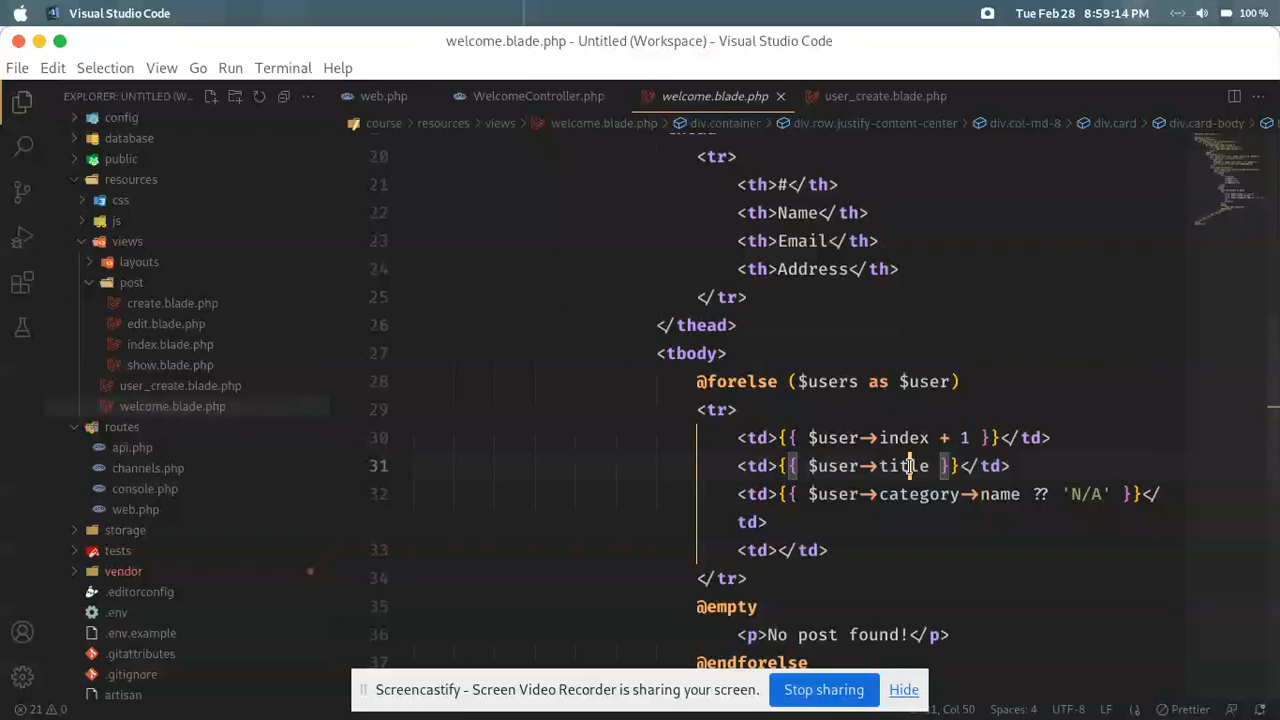 Visual Studio Code
Tue Feb 28 8:59:14 PM
100 %
welcome.blade.php - Untitled (Workspace) - Visual Studio Code
File Edit Selection View Go Run Terminal Help
EXPLORER: UNTITLED (W...
web.php
WelcomeController.php
welcome.blade.php
user_create.blade.php
course > resources > views > welcome.blade.php > div.container > div.row.justify-content-center > div.col-md-8 > div.card > div.card-body >
config
database
public
resources
css
js
views
layouts
post
create.blade.php
edit.blade.php
index.blade.php
show.blade.php
user_create.blade.php
welcome.blade.php
routes
api.php
channels.php
console.php
web.php
storage
tests
vendor
.editorconfig
.env
.env.example
.gitattributes
.gitignore
artisan
20 <tr>
21 <th>#</th>
22 <th>Name</th>
23 <th>Email</th>
24 <th>Address</th>
25 </tr>
26 </thead>
27 <tbody>
28 @forelse ($users as $user)
29 <tr>
30 <td>{{ $user->index + 1 }}</td>
31 <td>{{ $user->title }}</td>
32 <td>{{ $user->category->name ?? 'N/A' }}</
td>
33 <td></td>
34 </tr>
35 @empty
36 <p>No post found!</p>
37 @endforelse
Screencastify - Screen Video Recorder is sharing your screen. Stop sharing Hide
21 0
Col 50 Spaces: 4 UTF-8 LF Prettier